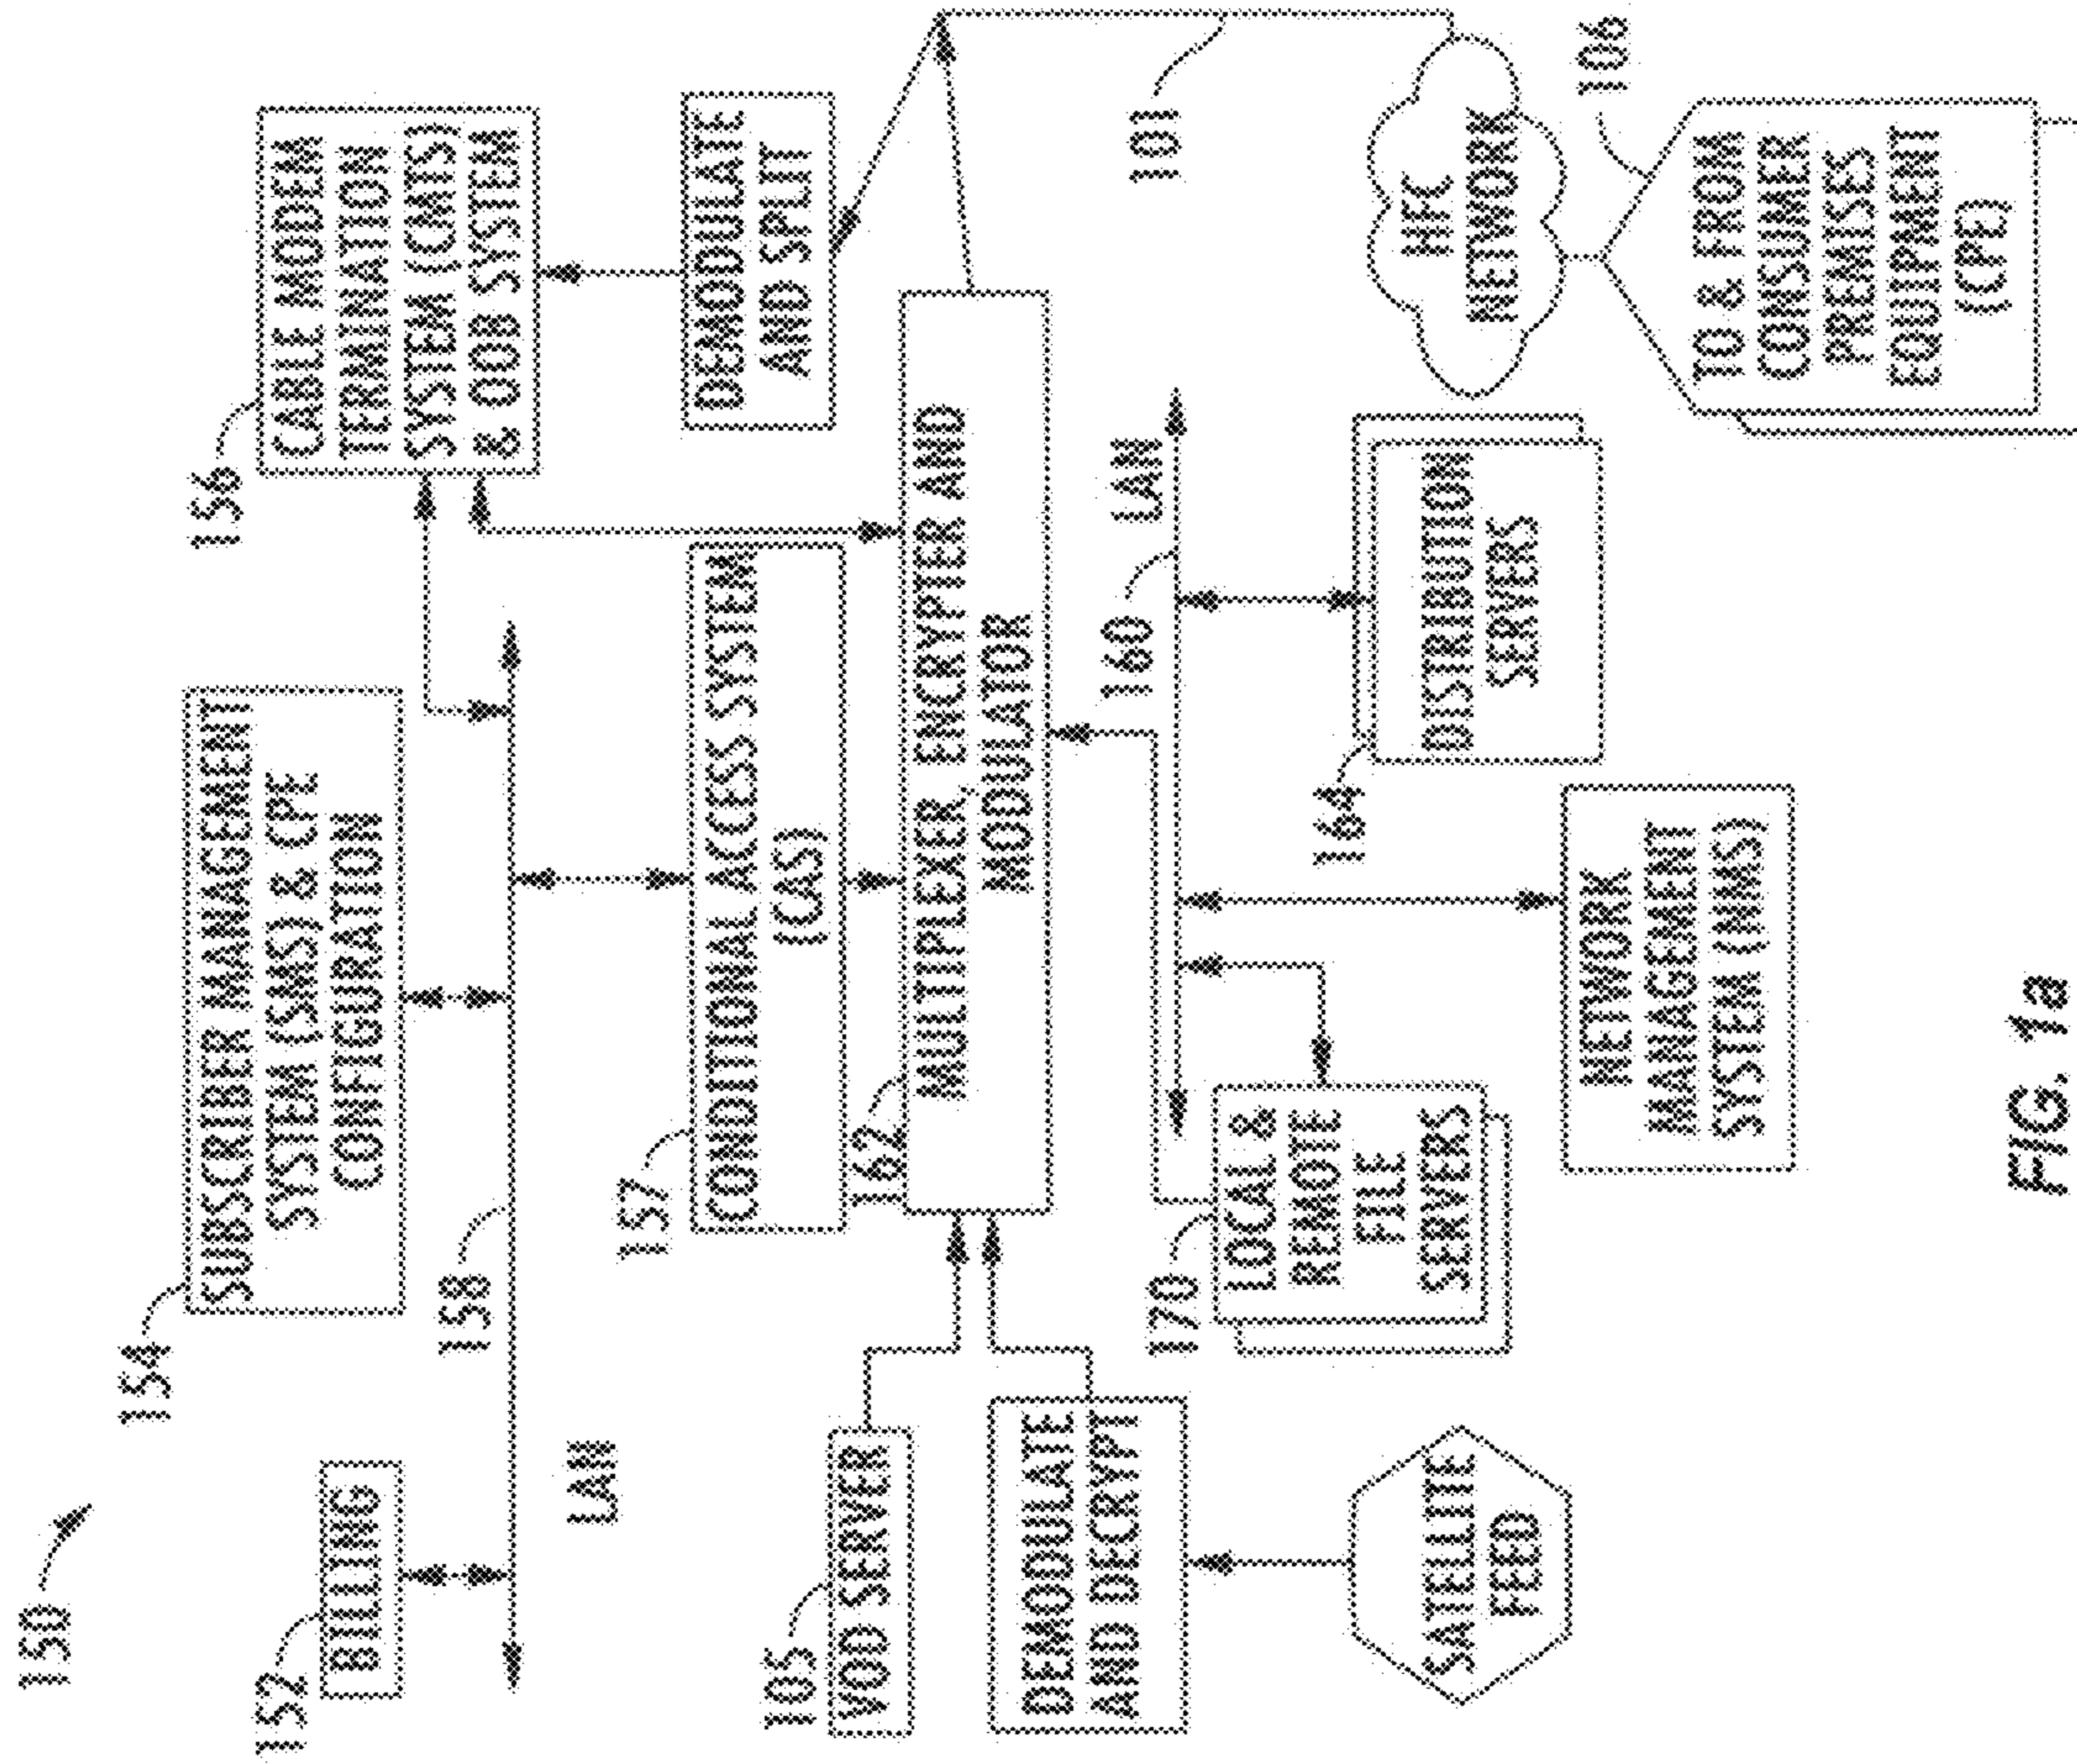 150
152
BILLING
154
SUBSCRIBER MANAGEMENT
SYSTEM (SMS) & CPE
CONFIGURATION
156
CABLE MODEM
TERMINATION
SYSTEM (CMTS)
& OOB SYSTEM
158
LAN
157
CONDITIONAL ACCESS SYSTEM
(CAS)
DEMODULATE
AND SPLIT
105
VOD SERVER
162
MULTIPLEXER, ENCRYPTER AND
MODULATOR
DEMODULATE
AND DECRYPT
SATELLITE
FEED
160
LAN
101
170
LOCAL &
REMOTE
FILE
SERVERS
164
DISTRIBUTION
SERVERS
HFC
NETWORK
NETWORK
MANAGEMENT
SYSTEM (NMS)
106
TO & FROM
CONSUMER
PREMISES
EQUIPMENT
(CPE)
FIG. 1a